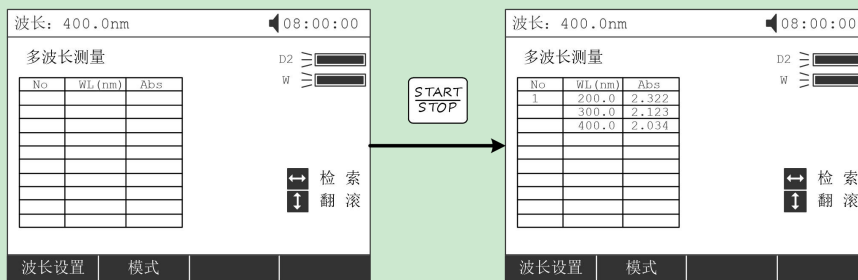 波长: 400.0nm
08:00:00
多波长测量
D2
W
No WL(nm) Abs
检 索
翻 滚
波长设置 模式
START
STOP
波长: 400.0nm
08:00:00
多波长测量
D2
W
No WL(nm) Abs
1 200.0 2.322
300.0 2.123
400.0 2.034
检 索
翻 滚
波长设置 模式